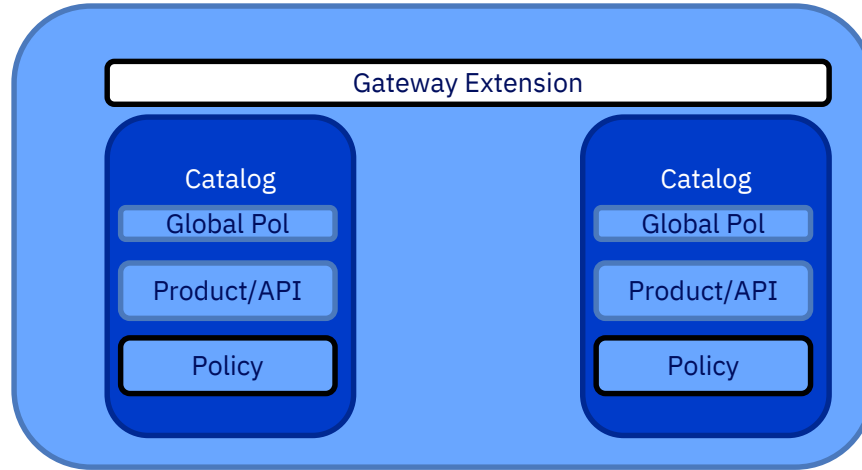 Gateway Extension
Catalog
Global Pol
Product/API
Policy
Catalog
Global Pol
Product/API
Policy